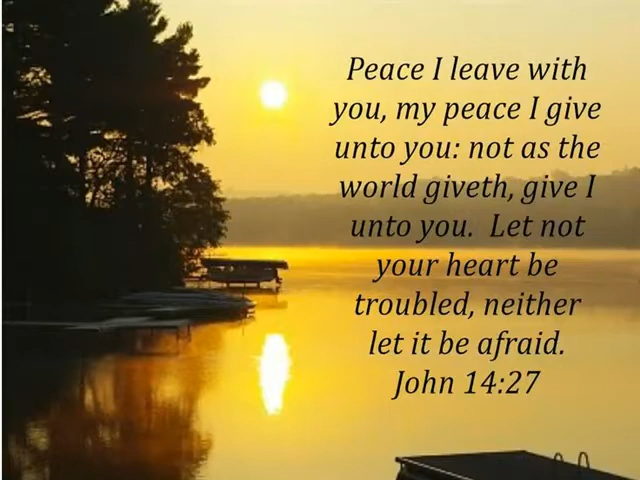 Peace I leave with
you, my peace I give
unto you: not as the
world giveth, give I
unto you.  Let not
your heart be
troubled, neither
let it be afraid.
John 14:27